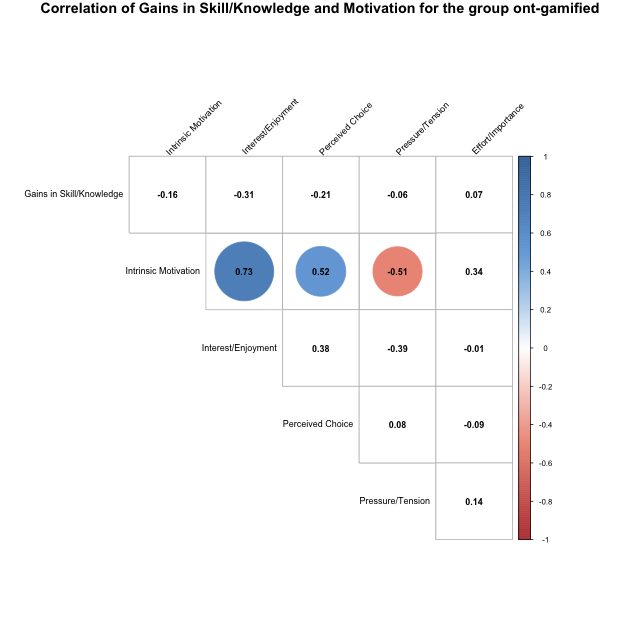 Correlation of Gains in Skill/Knowledge and Motivation for the group ont-gamified
Intrinsic Motivation
Interest/Enjoyment
Perceived Choice
Pressure/Tension
Effort/Importance
Gains in Skill/Knowledge -0.16 -0.31 -0.21 -0.06 0.07
Intrinsic Motivation 0.73 0.52 -0.51 0.34
Interest/Enjoyment 0.38 -0.39 -0.01
Perceived Choice 0.08 -0.09
Pressure/Tension 0.14
1
0.8
0.6
0.4
0.2
0
-0.2
-0.4
-0.6
-0.8
-1